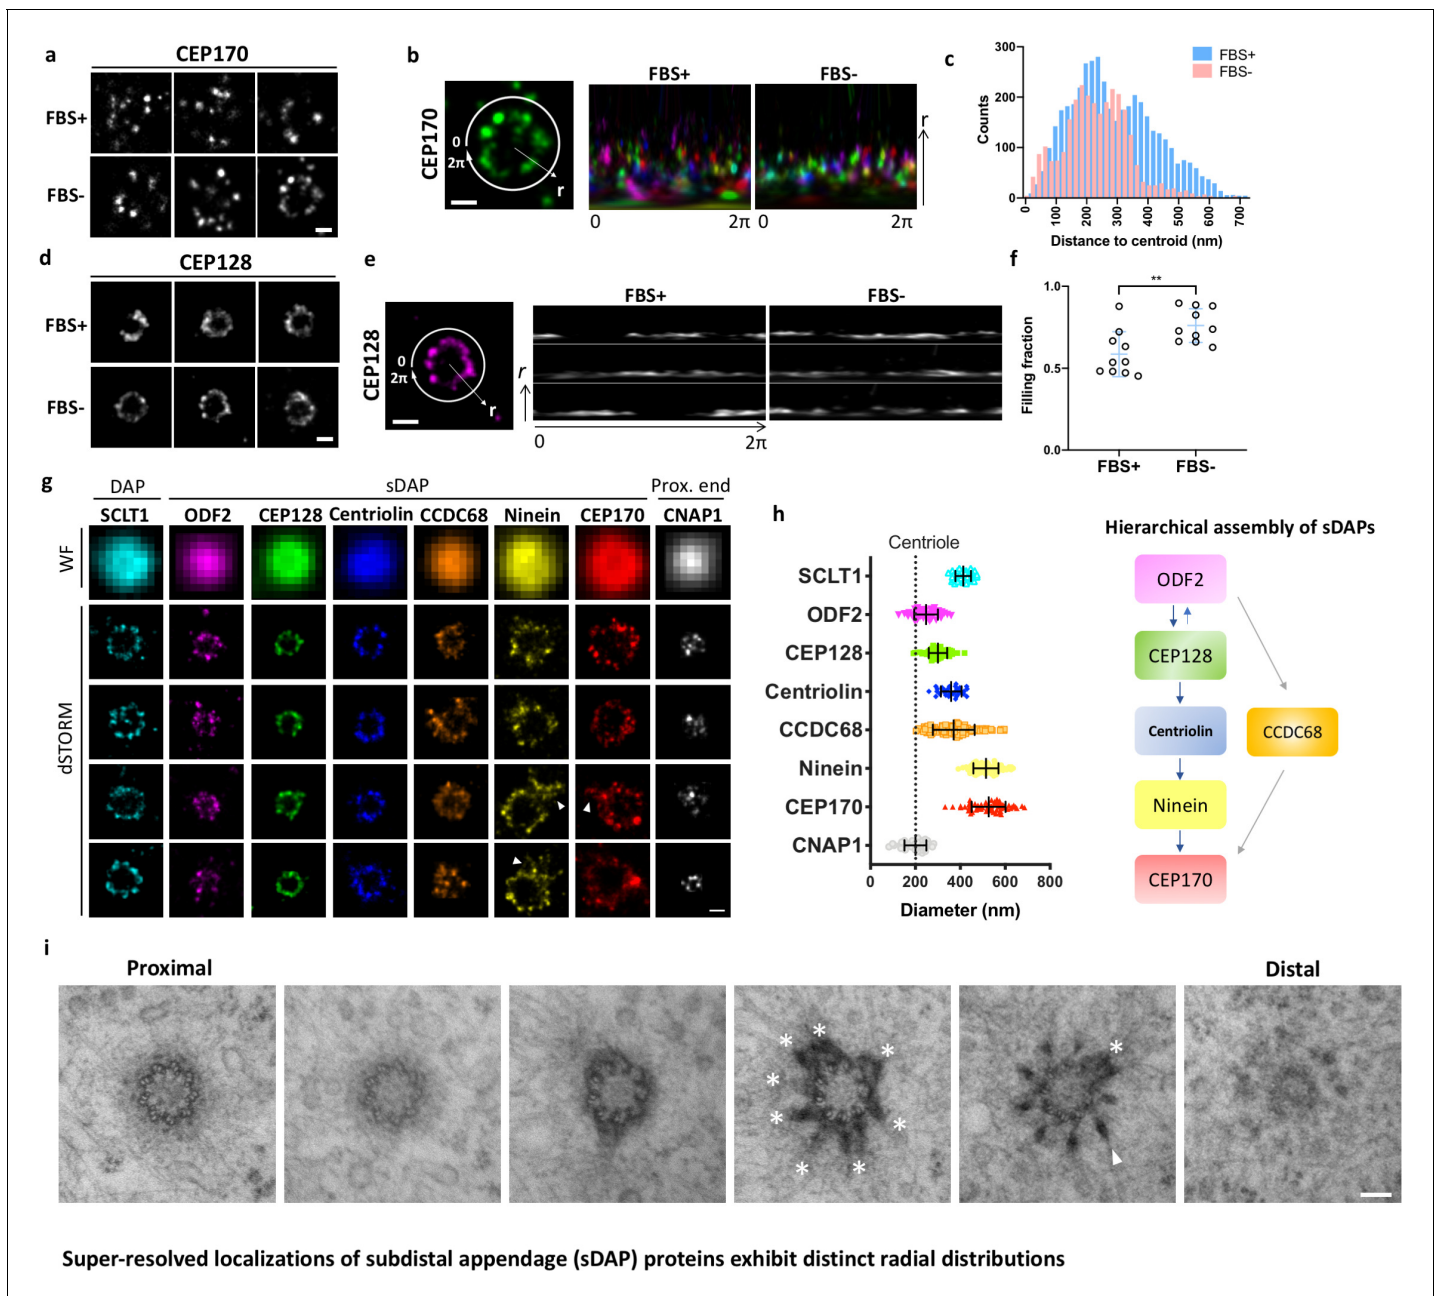 a
CEP170
FBS+
FBS-
b
CEP170
0
2π
r
FBS+
FBS-
r
0
2π
0
2π
c
300
200
100
0
Counts
FBS+
FBS-
0
100
200
300
400
500
600
700
Distance to centroid (nm)
d
CEP128
FBS+
FBS-
e
CEP128
0
2π
r
r
FBS+
FBS-
0
2π
f
1.0
0.5
0.0
Filling fraction
**
FBS+
FBS-
g
DAP
sDAP
Prox. end
SCLT1
ODF2
CEP128
Centriolin
CCDC68
Ninein
CEP170
CNAP1
WF
dSTORM
h
Centriole
SCLT1
ODF2
CEP128
Centriolin
CCDC68
Ninein
CEP170
CNAP1
0
200
400
600
800
Diameter (nm)
Hierarchical assembly of sDAPs
ODF2
CEP128
Centriolin
CCDC68
Ninein
CEP170
i
Proximal
Distal
*
*
*
*
*
*
*
*
*
Super-resolved localizations of subdistal appendage (sDAP) proteins exhibit distinct radial distributions